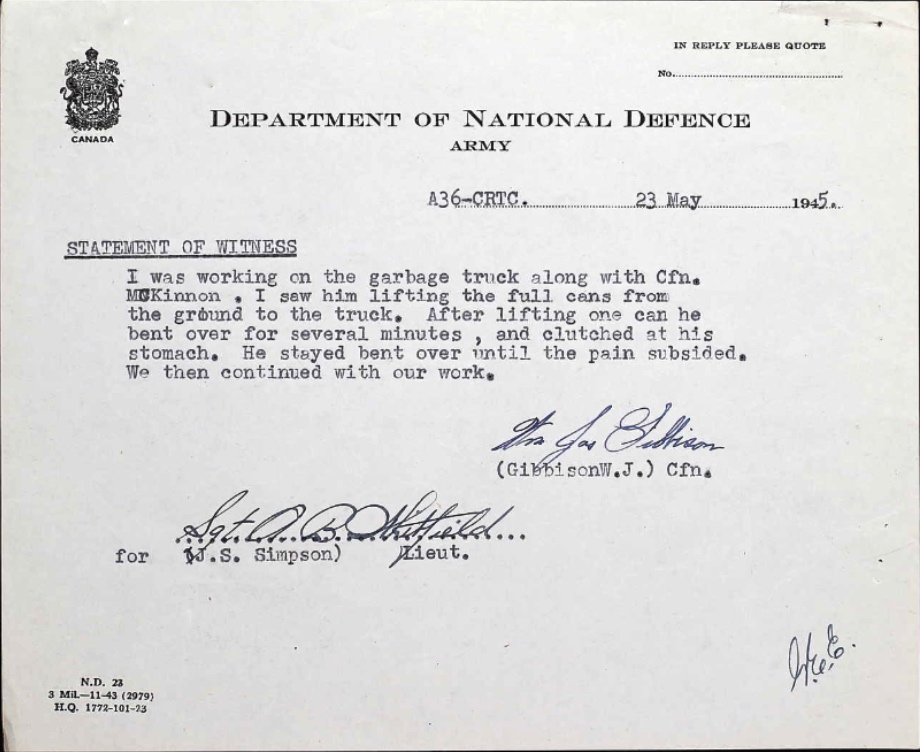 IN REPLY PLEASE QUOTE
No.
CANADA
DEPARTMENT OF NATIONAL DEFENCE
ARMY
A36-CRTC. 23 May 1945.
STATEMENT OF WITNESS
I was working on the garbage truck along with Cfn.
McKinnon . I saw him lifting the full cans from
the ground to the truck. After lifting one can he
bent over for several minutes , and clutched at his
stomach. He stayed bent over until the pain subsided.
We then continued with our work.
Wm Jas Gibbison
(GibbisonW.J.) Cfn.
Sgt. A. B. 
for (J.S. Simpson) Lieut.
N.D. 23
3 Mil.—11-43 (2979)
H.Q. 1772-101-23